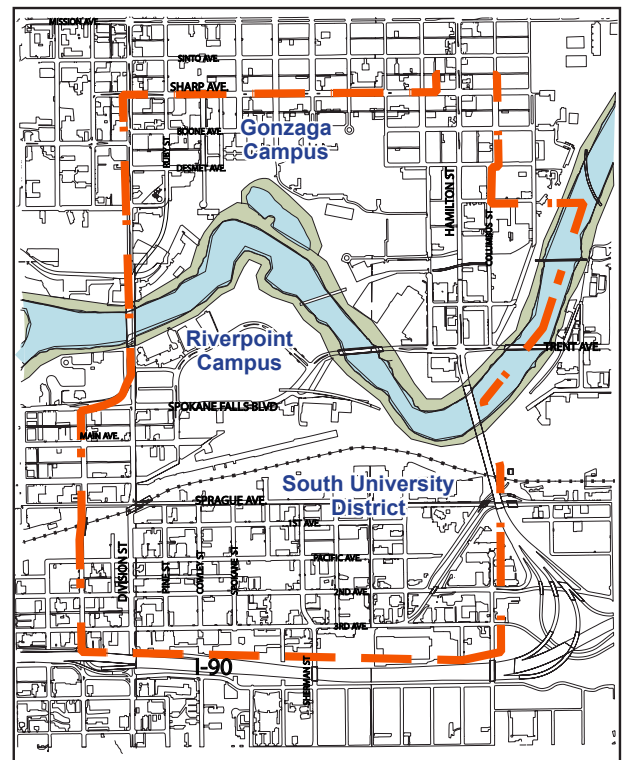 MISSION AVE.
SINTO AVE.
SHARP AVE.
Gonzaga
Campus
BOONE AVE.
RUBY ST
DESMET AVE.
HAMILTON ST
COLUMBUS ST
Riverpoint
Campus
TRENT AVE.
SPOKANE FALLS BLVD.
MAIN AVE.
South University
District
SPRAGUE AVE.
1ST AVE.
DIVISION ST
PINE ST
COWLEY ST
SPOKANE ST
PACIFIC AVE.
2ND AVE.
3RD AVE.
SHERMAN ST
I-90